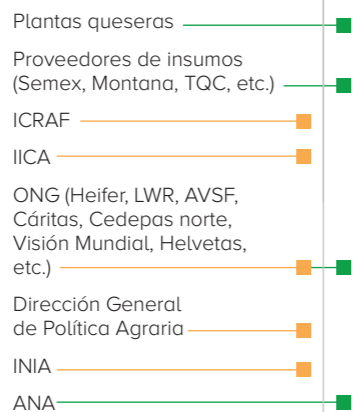 Plantas queseras
Proveedores de insumos
(Semex, Montana, TQC, etc.)
ICRAF
IICA
ONG (Heifer, LWR, AVSF,
Cáritas, Cedepas norte,
Visión Mundial, Helvetas,
etc.)
Dirección General
de Política Agraria
INIA
ANA